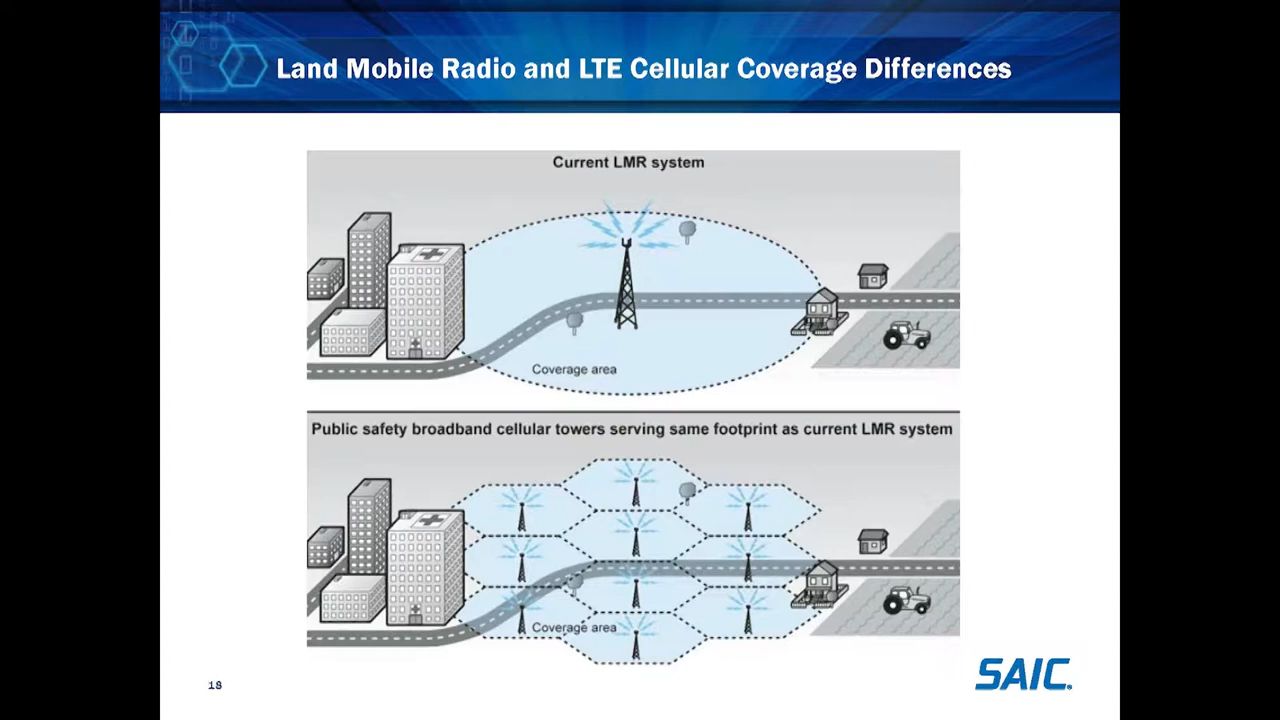 Land Mobile Radio and LTE Cellular Coverage Differences
Current LMR system
Coverage area
Public safety broadband cellular towers serving same footprint as current LMR system
Coverage area
18
SAIC®